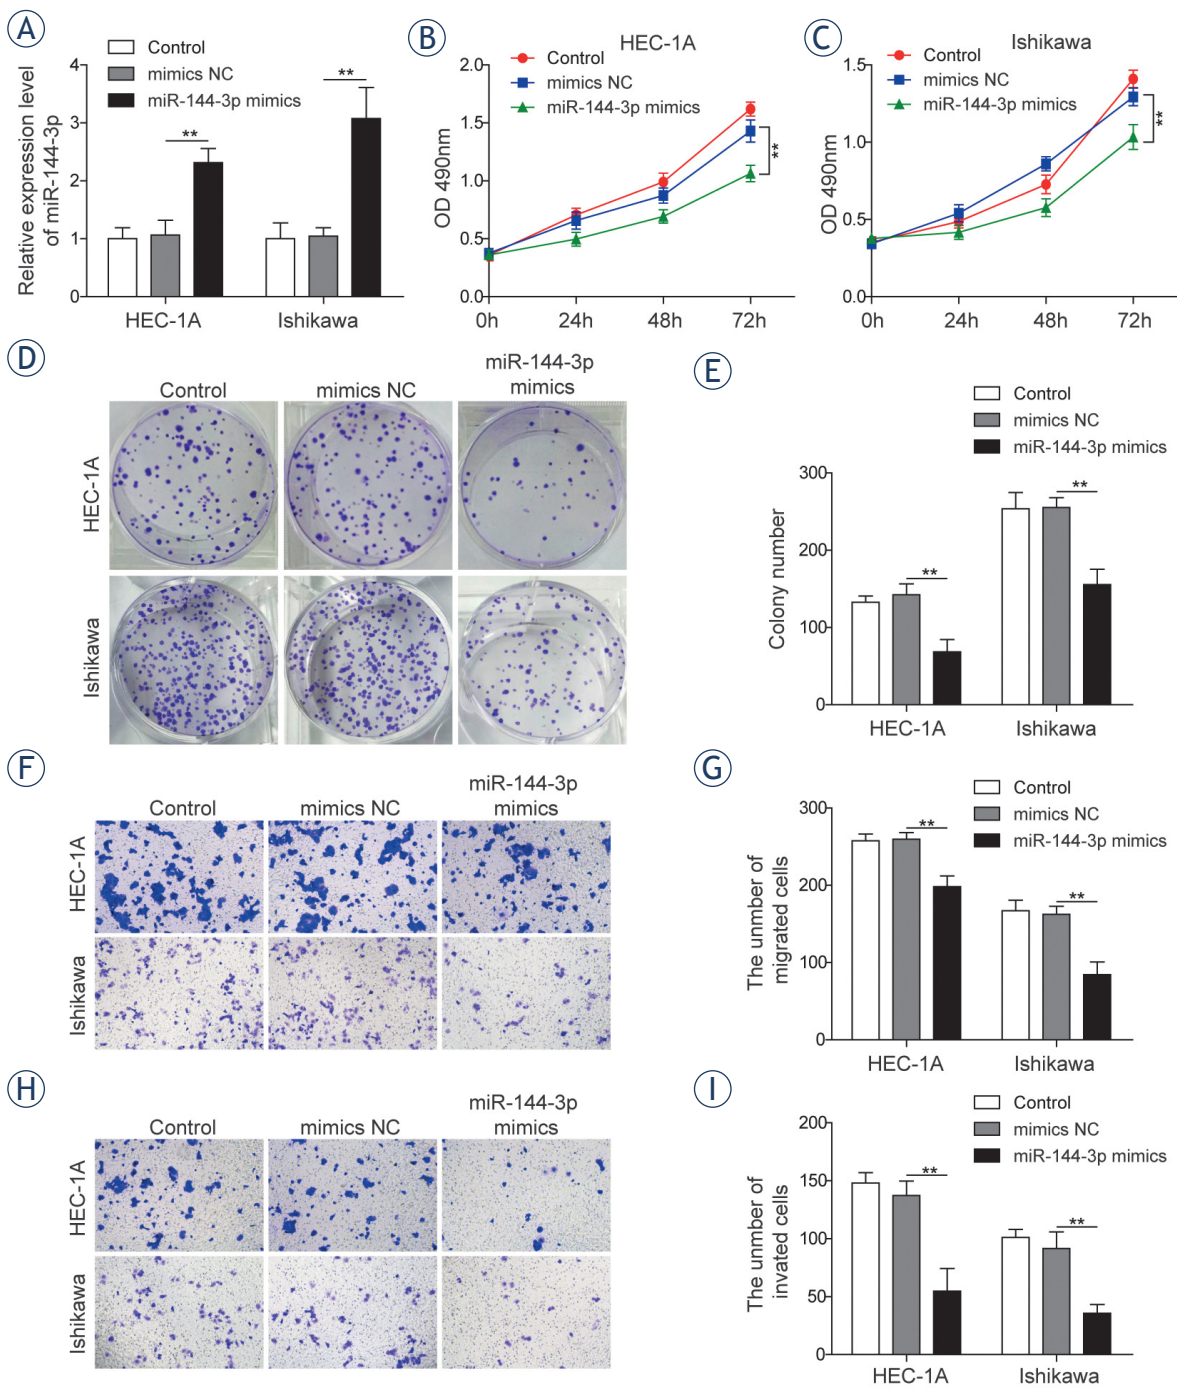 A
Control
mimics NC
miR-144-3p mimics
Relative expression level
of miR-144-3p
4
3
2
1
0
**
**
HEC-1A
Ishikawa
B
HEC-1A
Control
mimics NC
miR-144-3p mimics
OD 490nm
2.0
1.5
1.0
0.5
0.0
**
0h
24h
48h
72h
C
Ishikawa
Control
mimics NC
miR-144-3p mimics
OD 490nm
1.5
1.0
0.5
0.0
**
0h
24h
48h
72h
D
Control
mimics NC
miR-144-3p
mimics
HEC-1A
Ishikawa
E
Control
mimics NC
miR-144-3p mimics
Colony number
300
200
100
0
**
**
HEC-1A
Ishikawa
F
Control
mimics NC
miR-144-3p
mimics
HEC-1A
Ishikawa
G
Control
mimics NC
miR-144-3p mimics
The unmber of
migrated cells
300
200
100
0
**
**
HEC-1A
Ishikawa
H
Control
mimics NC
miR-144-3p
mimics
HEC-1A
Ishikawa
I
Control
mimics NC
miR-144-3p mimics
The unmber of
invated cells
200
150
100
50
0
**
**
HEC-1A
Ishikawa